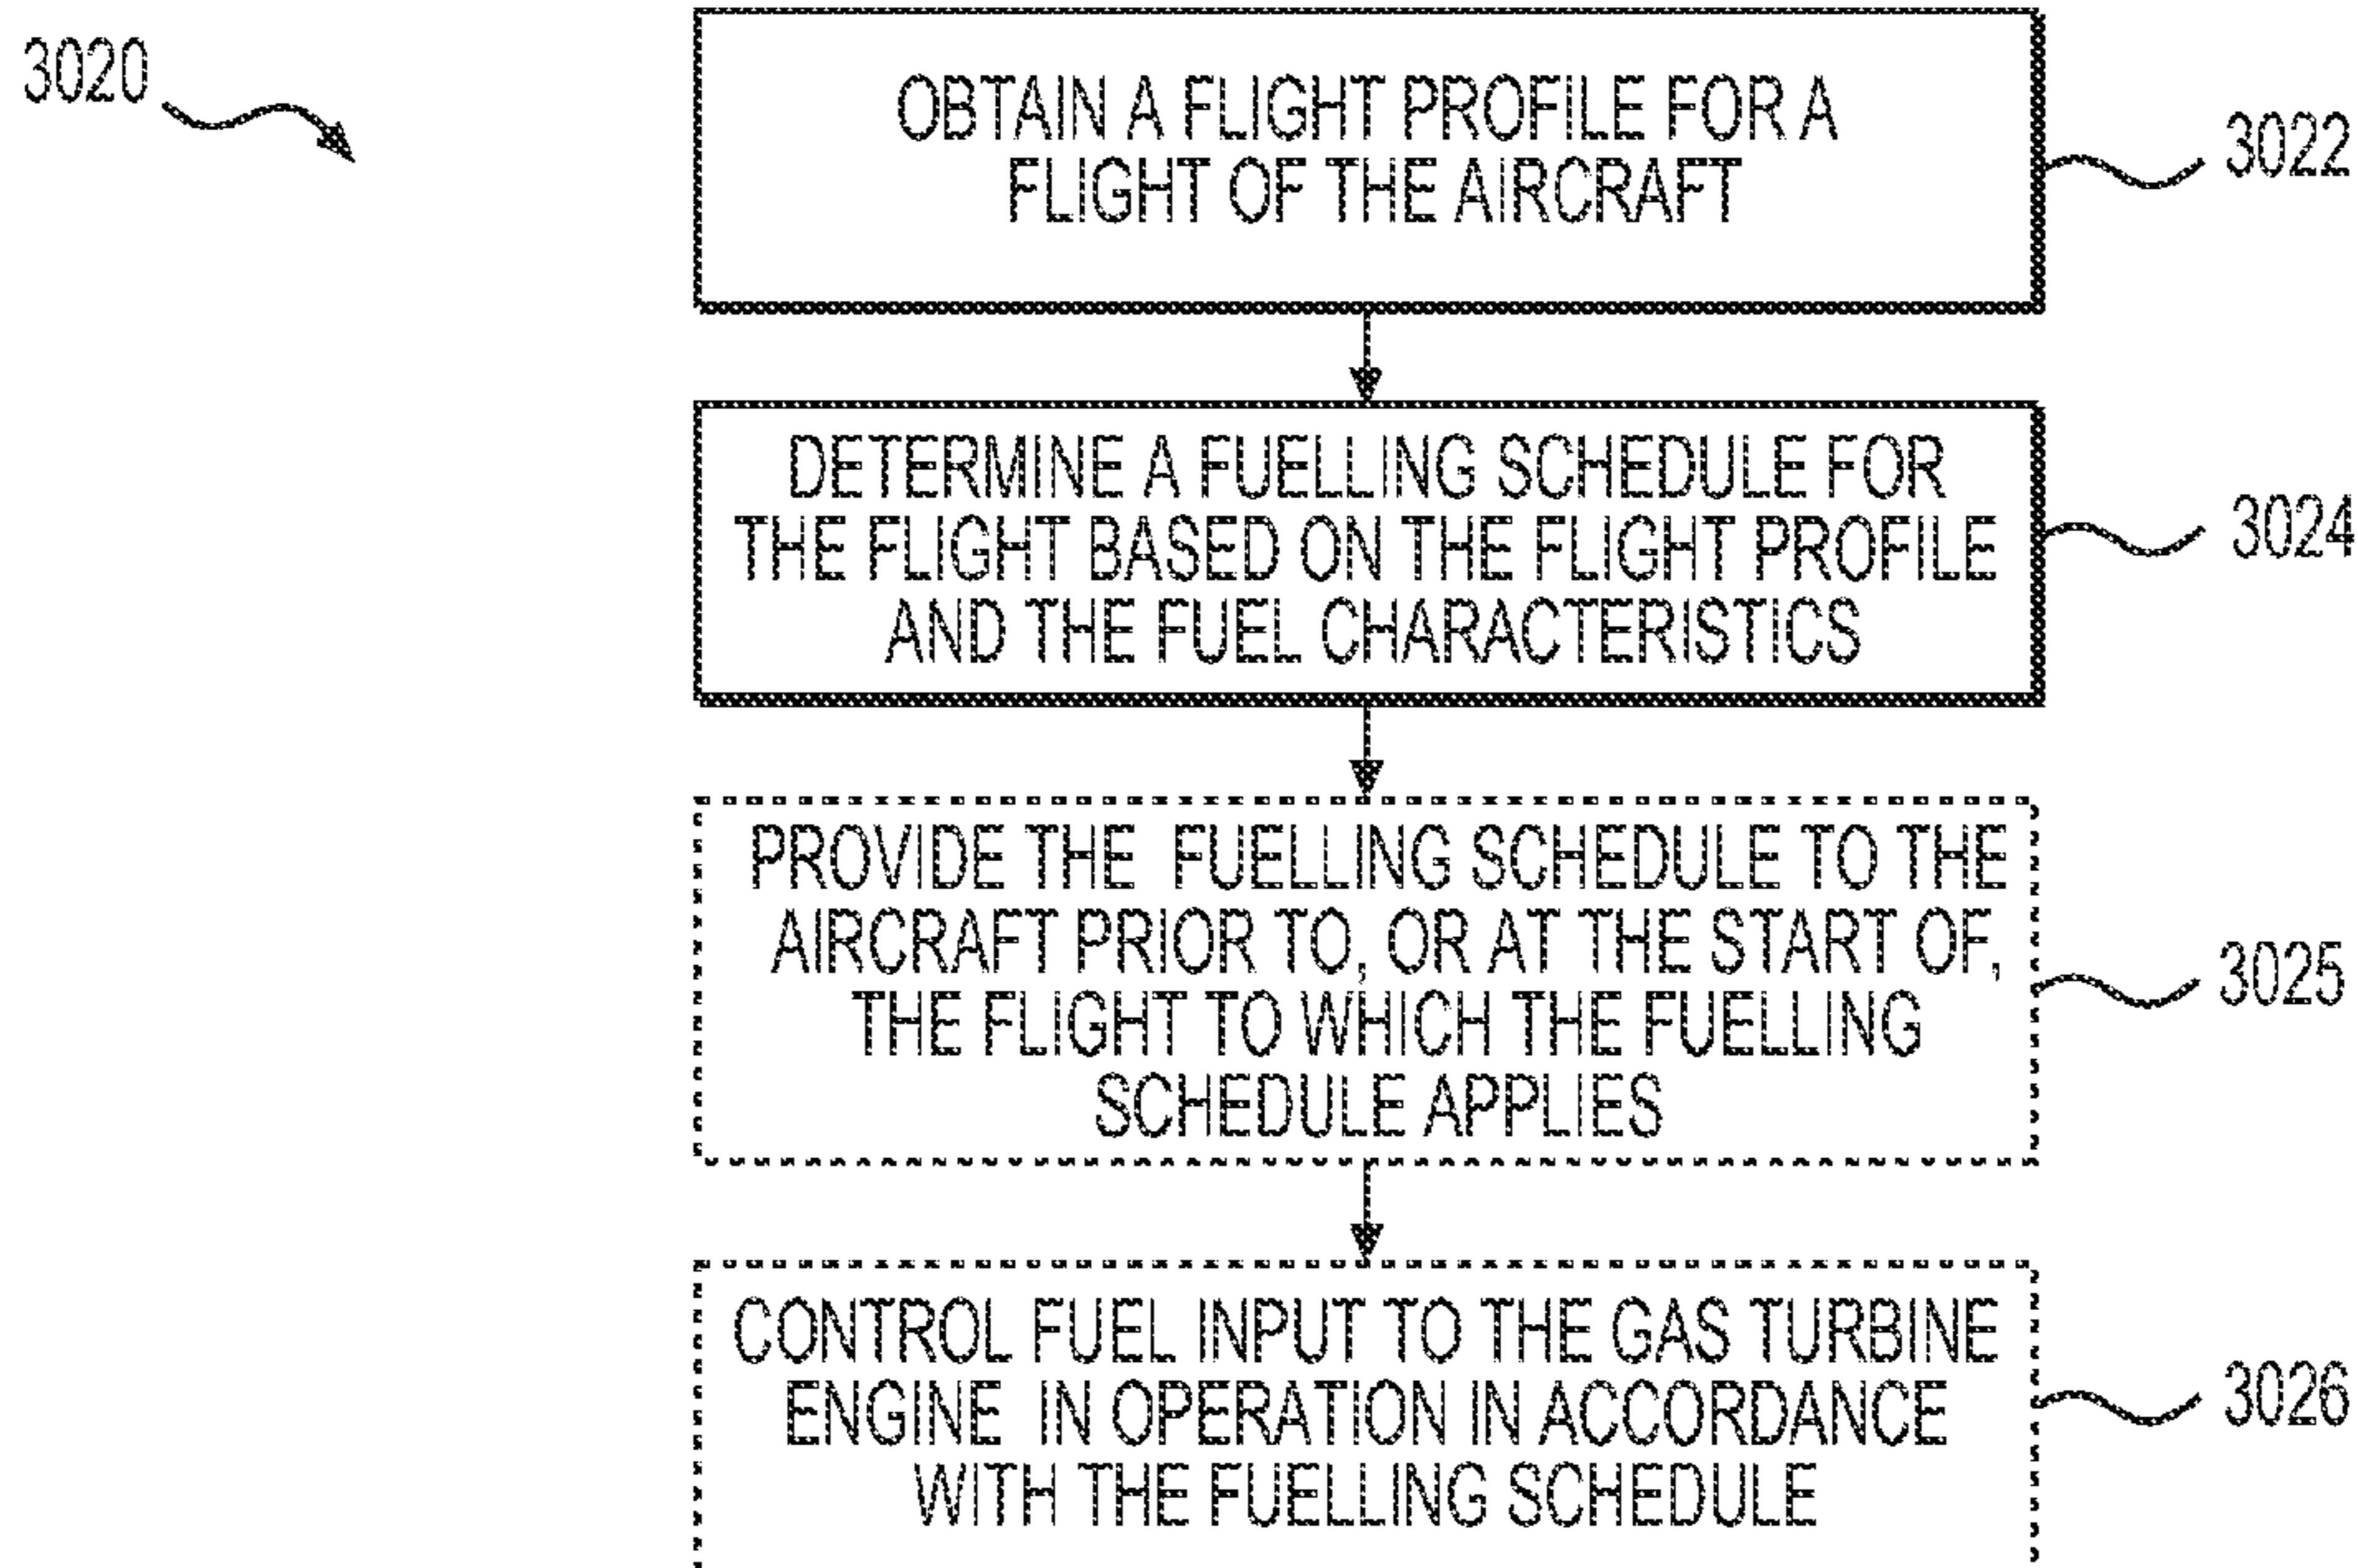 3020
OBTAIN A FLIGHT PROFILE FOR A
FLIGHT OF THE AIRCRAFT
3022
DETERMINE A FUELLING SCHEDULE FOR
THE FLIGHT BASED ON THE FLIGHT PROFILE
AND THE FUEL CHARACTERISTICS
3024
PROVIDE THE FUELLING SCHEDULE TO THE
AIRCRAFT PRIOR TO, OR AT THE START OF,
THE FLIGHT TO WHICH THE FUELLING
SCHEDULE APPLIES
3025
CONTROL FUEL INPUT TO THE GAS TURBINE
ENGINE IN OPERATION IN ACCORDANCE
WITH THE FUELLING SCHEDULE
3026